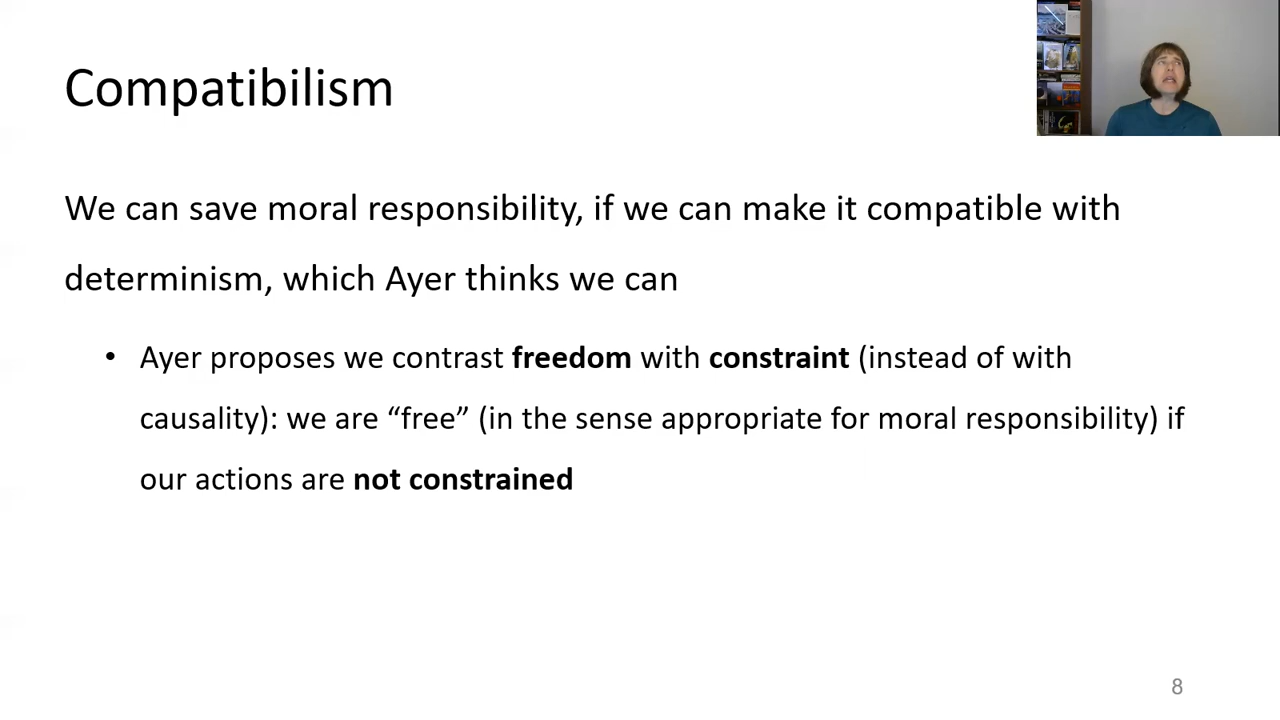 Compatibilism
We can save moral responsibility, if we can make it compatible with
determinism, which Ayer thinks we can
• Ayer proposes we contrast freedom with constraint (instead of with
causality): we are “free” (in the sense appropriate for moral responsibility) if
our actions are not constrained
8